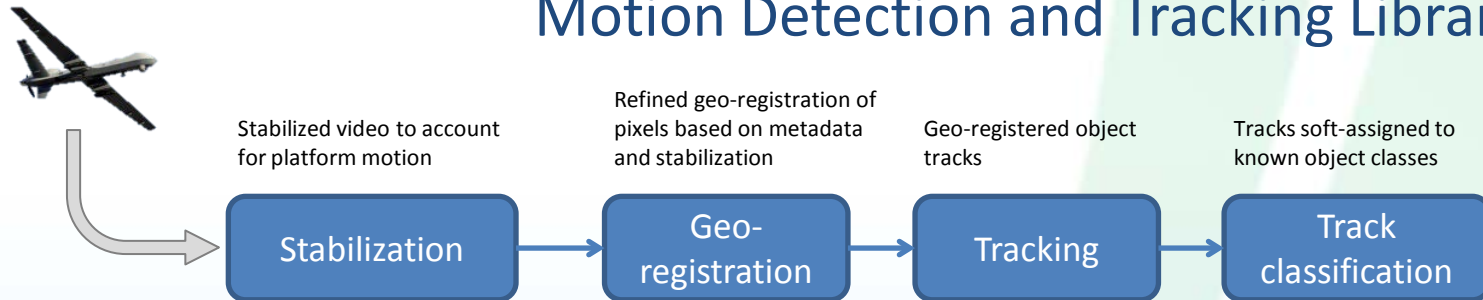 Motion Detection and Tracking
Stabilized video to account
for platform motion
Refined geo-registration of
pixels based on metadata
and stabilization
Geo-registered object
tracks
Tracks soft-assigned to
known object classes
Stabilization
Geo-
registration
Tracking
Track
classification